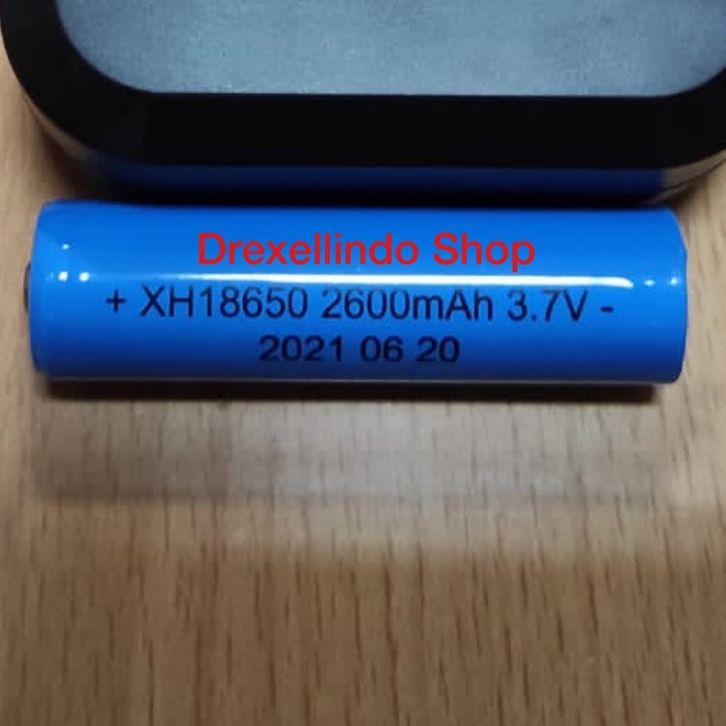 Drexellindo Shop
+ XH18650 2600mAh 3.7V -
2021 06 20